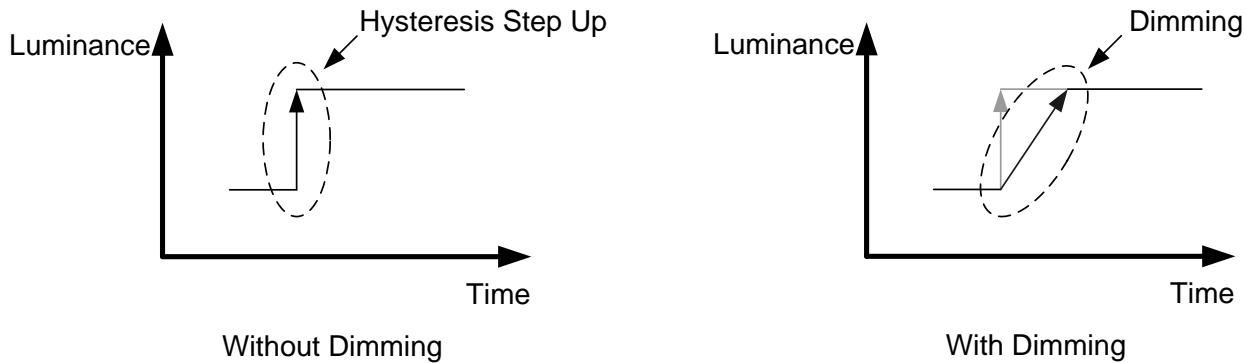 Hysteresis Step Up
Luminance
Time
Without Dimming
Dimming
Luminance
Time
With Dimming